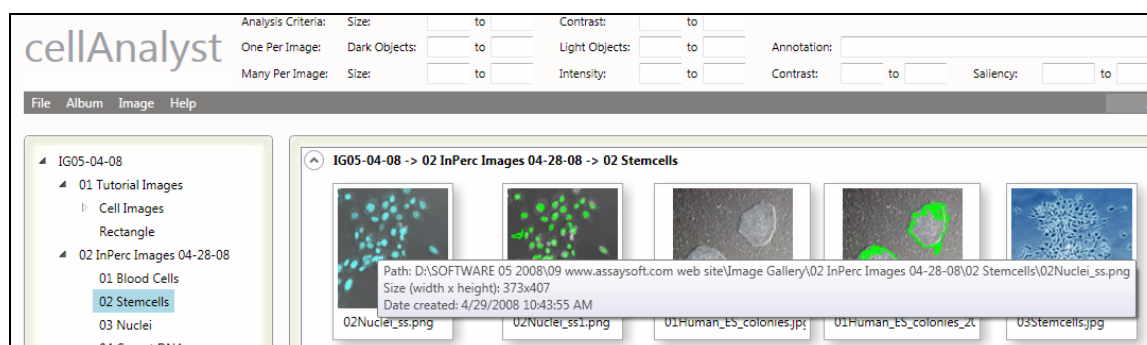 Analysis Criteria: Size: to Contrast: to
cellAnalyst
One Per Image: Dark Objects: to Light Objects: to Annotation:
Many Per Image: Size: to Intensity: to Contrast: to Saliency: to
File Album Image Help
IG05-04-08
01 Tutorial Images
Cell Images
Rectangle
02 InPerc Images 04-28-08
01 Blood Cells
02 Stemcells
03 Nuclei
IG05-04-08 -> 02 InPerc Images 04-28-08 -> 02 Stemcells
Path: D:\SOFTWARE 05 2008\09 www.assaysoft.com web site\Image Gallery\02 InPerc Images 04-28-08\02 Stemcells\02Nuclei_ss.png
Size (width x height): 373x407
Date created: 4/29/2008 10:43:55 AM
02Nuclei_ss.png 02Nuclei_ss1.png 01Human_ES_colonies.jpg 01Human_ES_colonies_20 03Stemcells.jpg